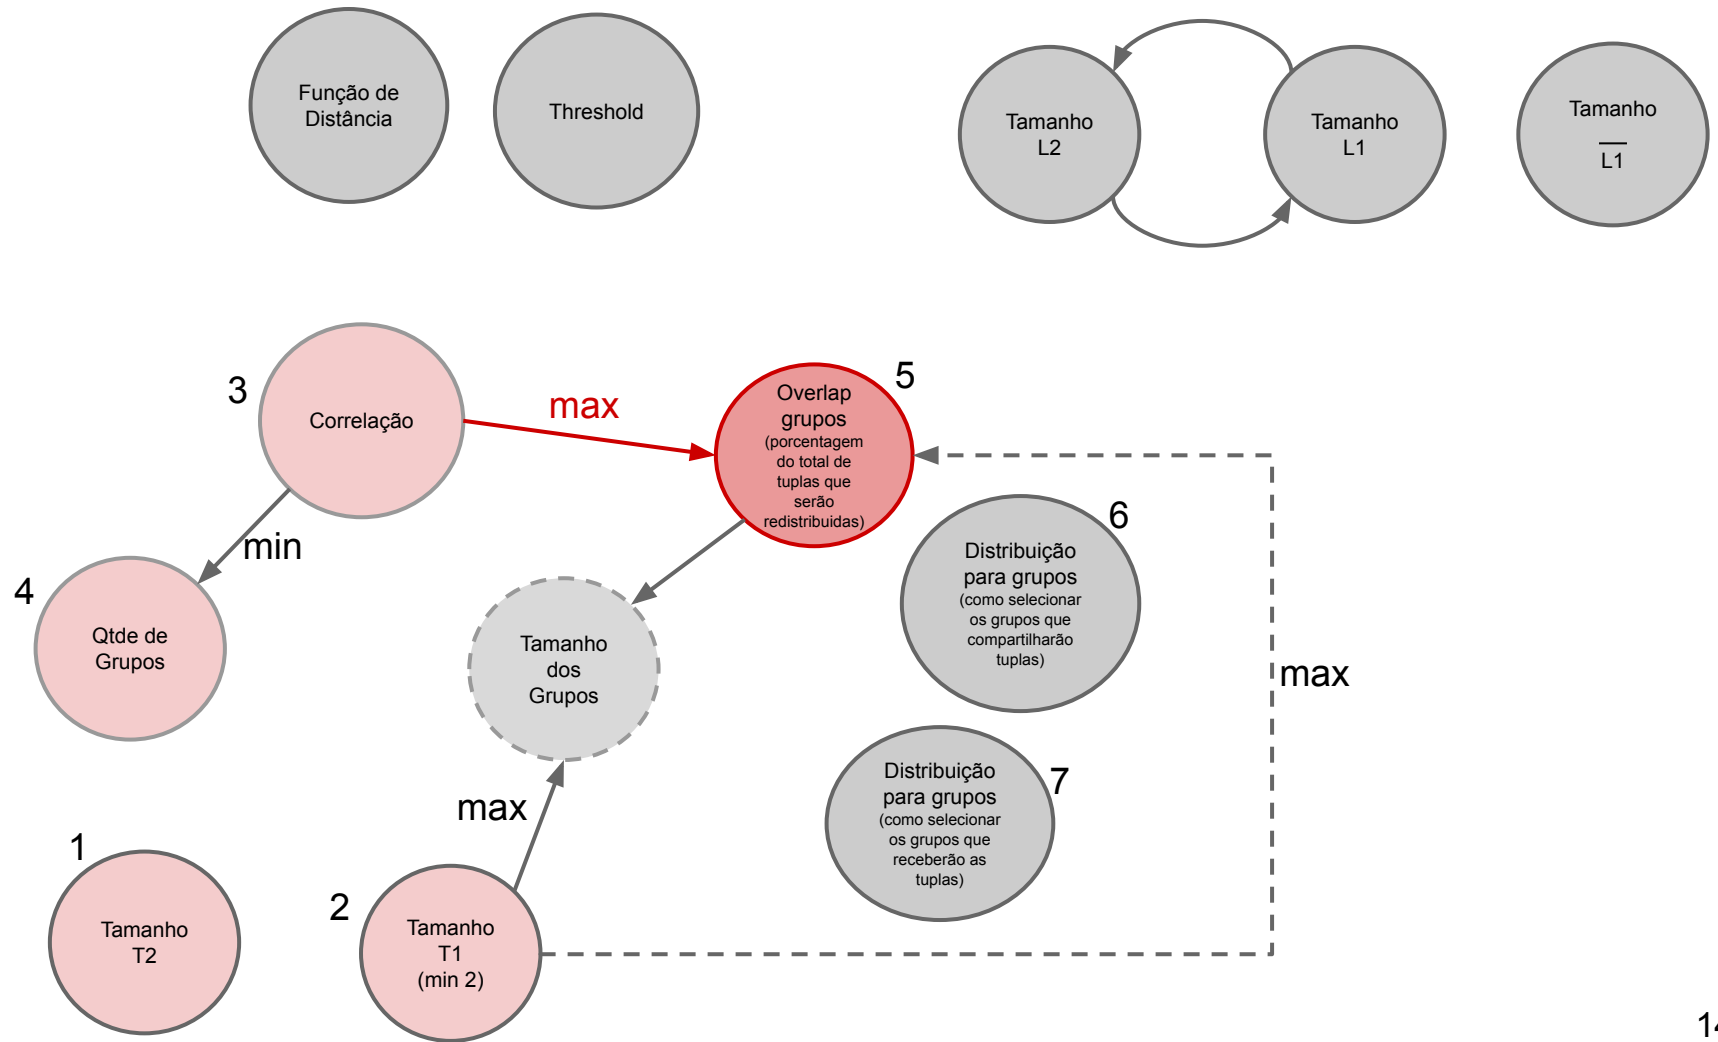 Função de
Distância
Threshold
Tamanho
L2
Tamanho
L1
Tamanho
L1
3
Correlação
max
5
Overlap
grupos
(porcentagem
do total de
tuplas que
serão
redistribuidas)
min
4
Qtde de
Grupos
Tamanho
dos
Grupos
6
Distribuição
para grupos
(como selecionar
os grupos que
compartilharão
tuplas)
max
7
Distribuição
para grupos
(como selecionar
os grupos que
receberão as
tuplas)
max
1
Tamanho
T2
2
Tamanho
T1
(min 2)
14